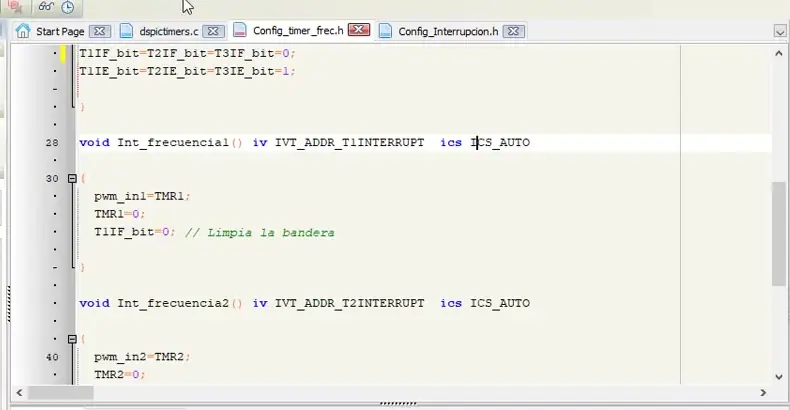 Start Page dspictimers.c Config_timer_frec.h Config_Interrupcion.h
T1IF_bit=T2IF_bit=T3IF_bit=0;
T1IE_bit=T2IE_bit=T3IE_bit=1;
}
28 void Int_frecuencia1() iv IVT_ADDR_T1INTERRUPT ics ICS_AUTO
30 {
pwm_in1=TMR1;
TMR1=0;
T1IF_bit=0; // Limpia la bandera
}
void Int_frecuencia2() iv IVT_ADDR_T2INTERRUPT ics ICS_AUTO
{
40 pwm_in2=TMR2;
TMR2=0;